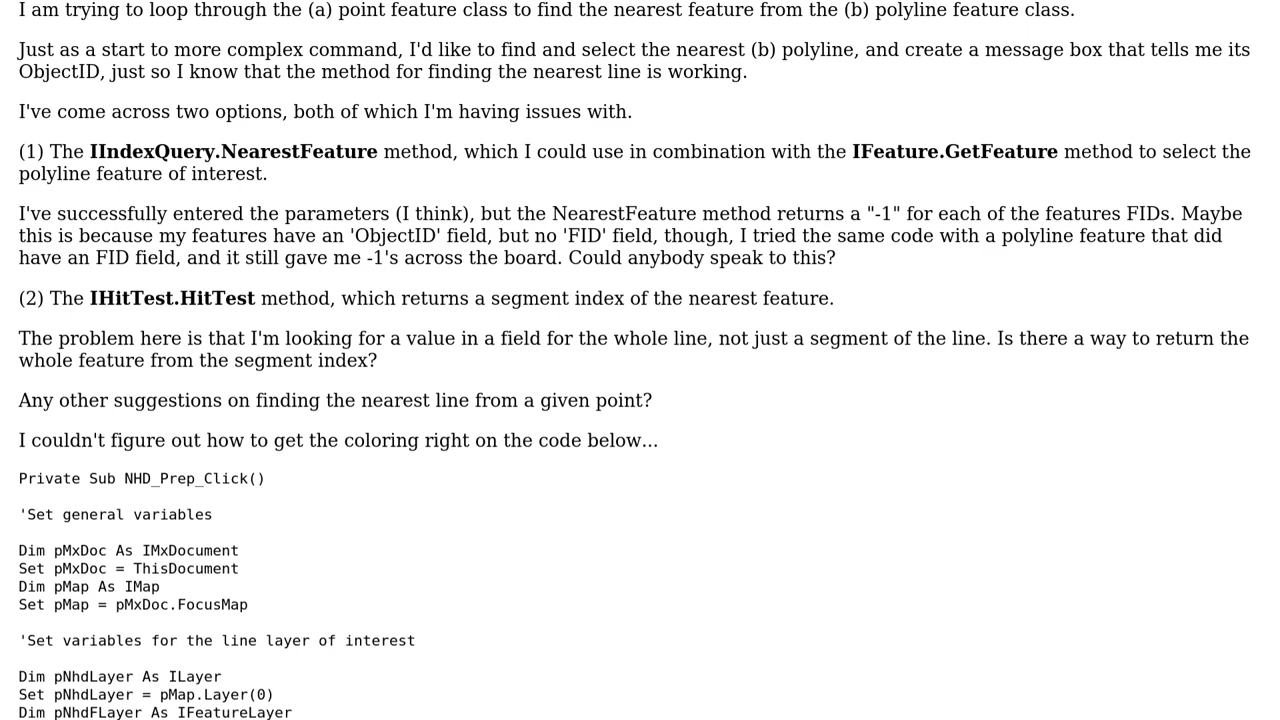 I am trying to loop through the (a) point feature class to find the nearest feature from the (b) polyline feature class.
Just as a start to more complex command, I'd like to find and select the nearest (b) polyline, and create a message box that tells me its
ObjectID, just so I know that the method for finding the nearest line is working.
I've come across two options, both of which I'm having issues with.
(1) The IIndexQuery.NearestFeature method, which I could use in combination with the IFeature.GetFeature method to select the
polyline feature of interest.
I've successfully entered the parameters (I think), but the NearestFeature method returns a "-1" for each of the features FIDs. Maybe
this is because my features have an 'ObjectID' field, but no 'FID' field, though, I tried the same code with a polyline feature that did
have an FID field, and it still gave me -1's across the board. Could anybody speak to this?
(2) The IHitTest.HitTest method, which returns a segment index of the nearest feature.
The problem here is that I'm looking for a value in a field for the whole line, not just a segment of the line. Is there a way to return the
whole feature from the segment index?
Any other suggestions on finding the nearest line from a given point?
I couldn't figure out how to get the coloring right on the code below...
Private Sub NHD_Prep_Click()
'Set general variables
Dim pMxDoc As IMxDocument
Set pMxDoc = ThisDocument
Dim pMap As IMap
Set pMap = pMxDoc.FocusMap
'Set variables for the line layer of interest
Dim pNhdLayer As ILayer
Set pNhdLayer = pMap.Layer(0)
Dim pNhdFLayer As IFeatureLayer